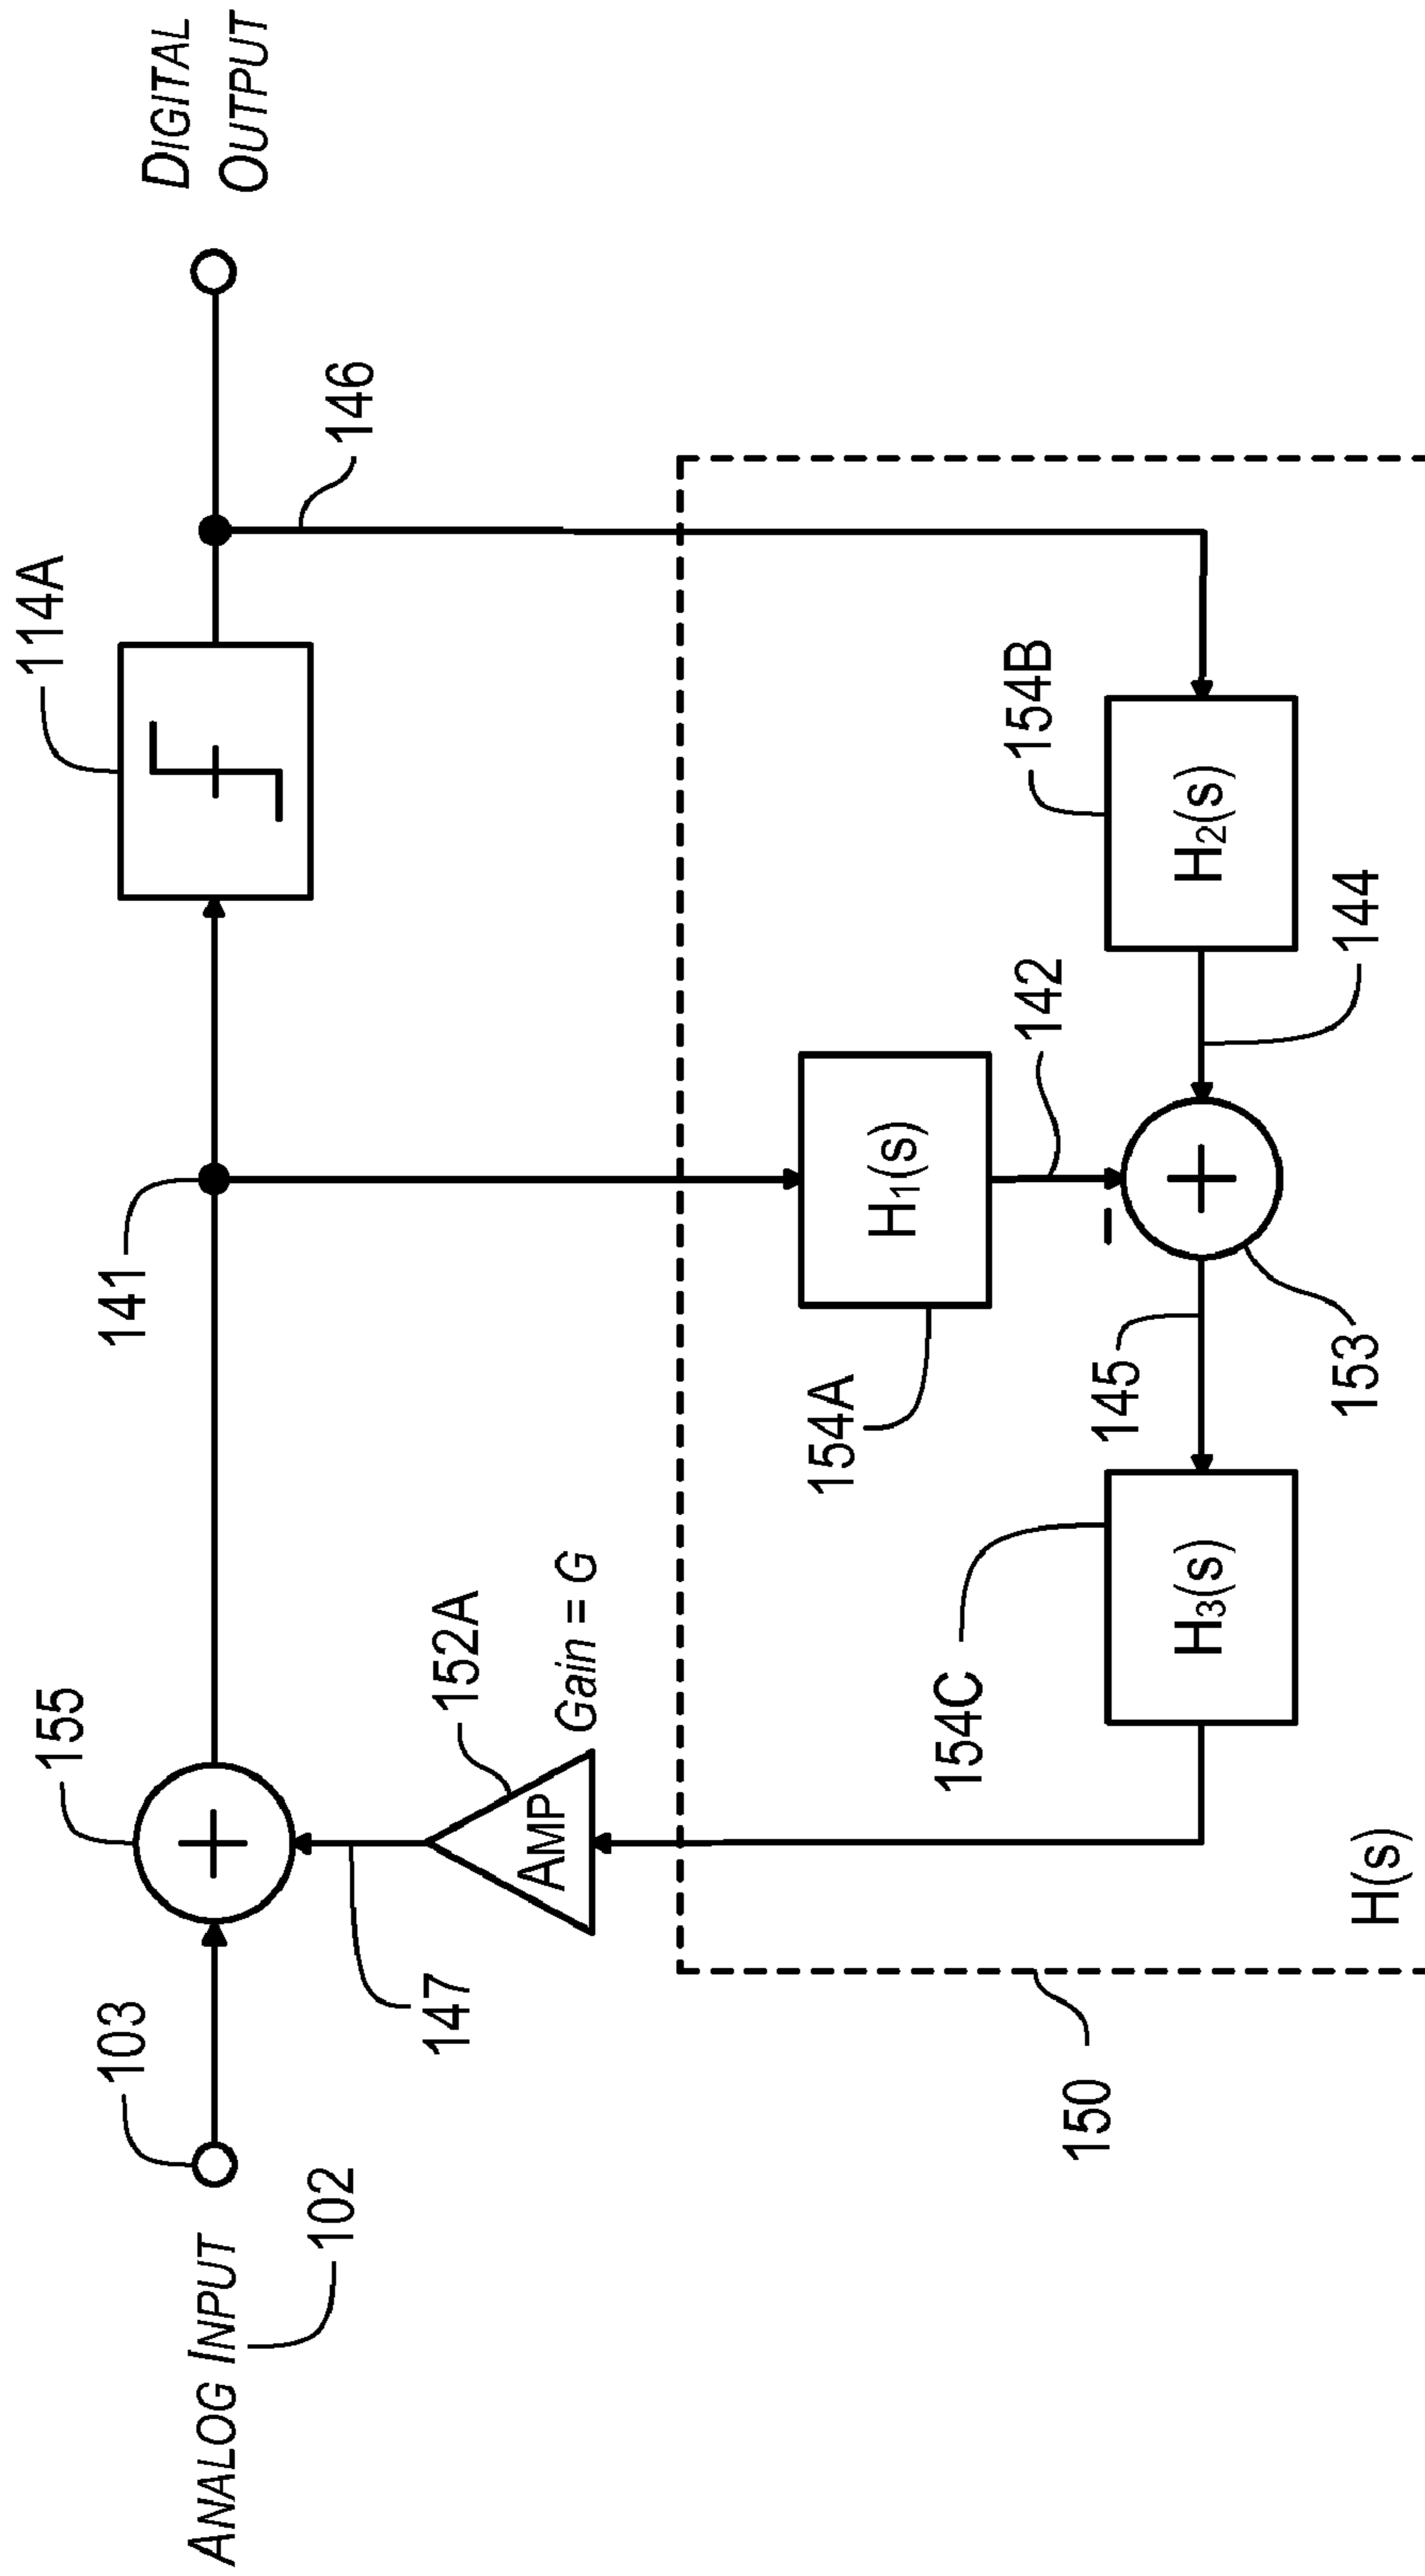 ANALOG INPUT
102
103
155
147
152A
AMP
Gain = G
141
114A
146
DIGITAL
OUTPUT
150
H(s)
154C
H3(s)
145
153
154A
H1(s)
142
144
154B
H2(s)